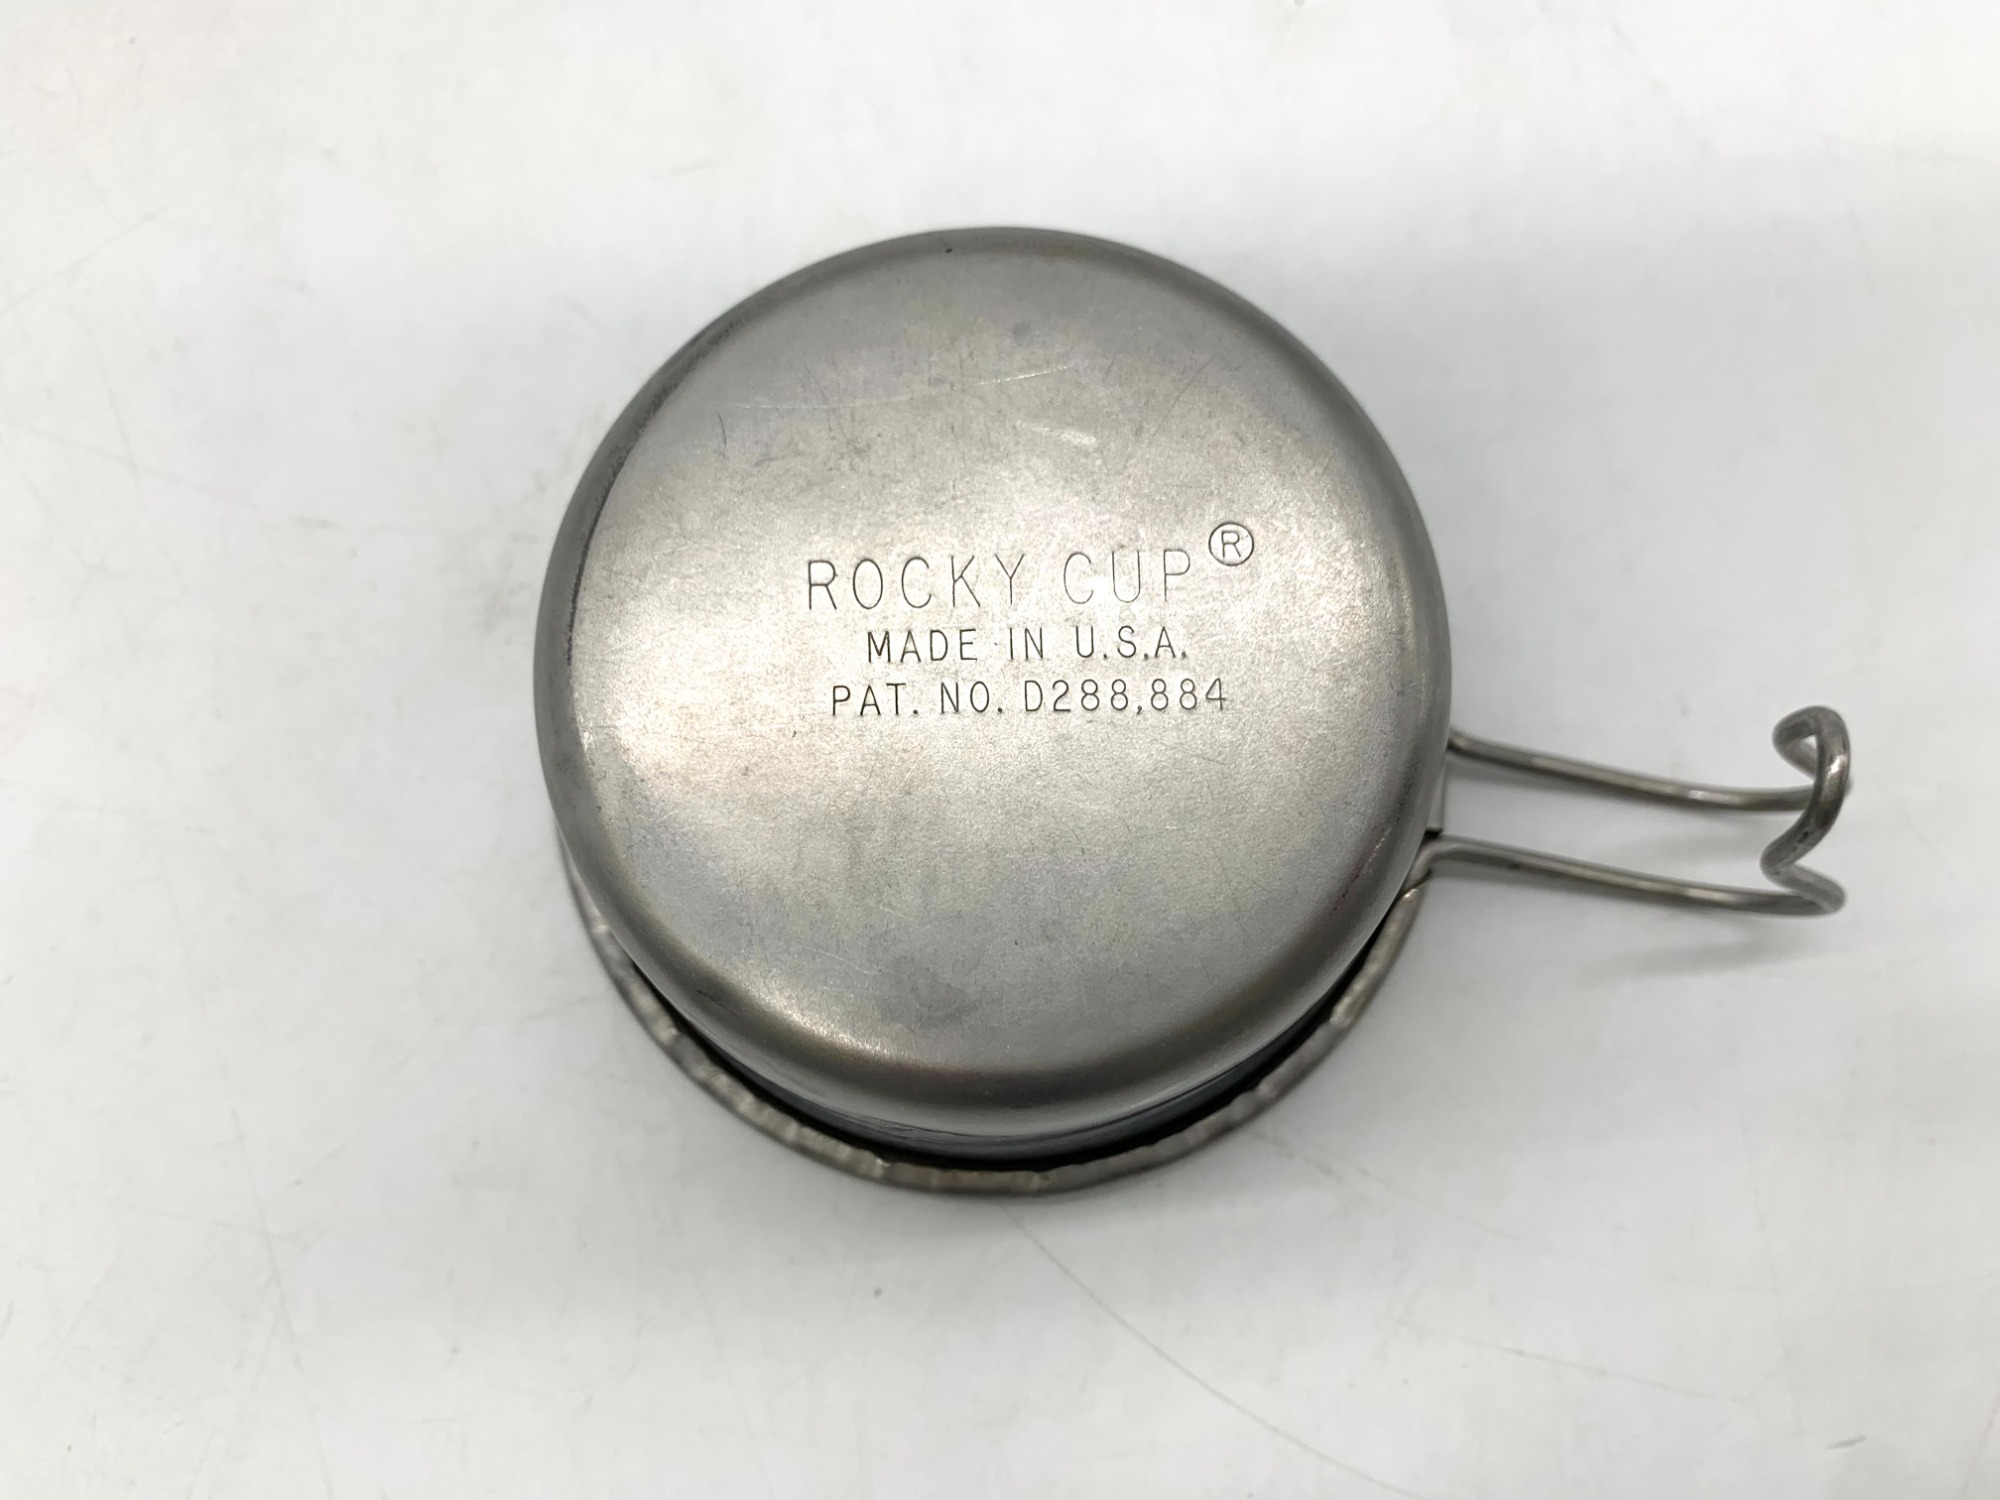 ROCKY CUP®
MADE IN U.S.A.
PAT. NO. D288,884